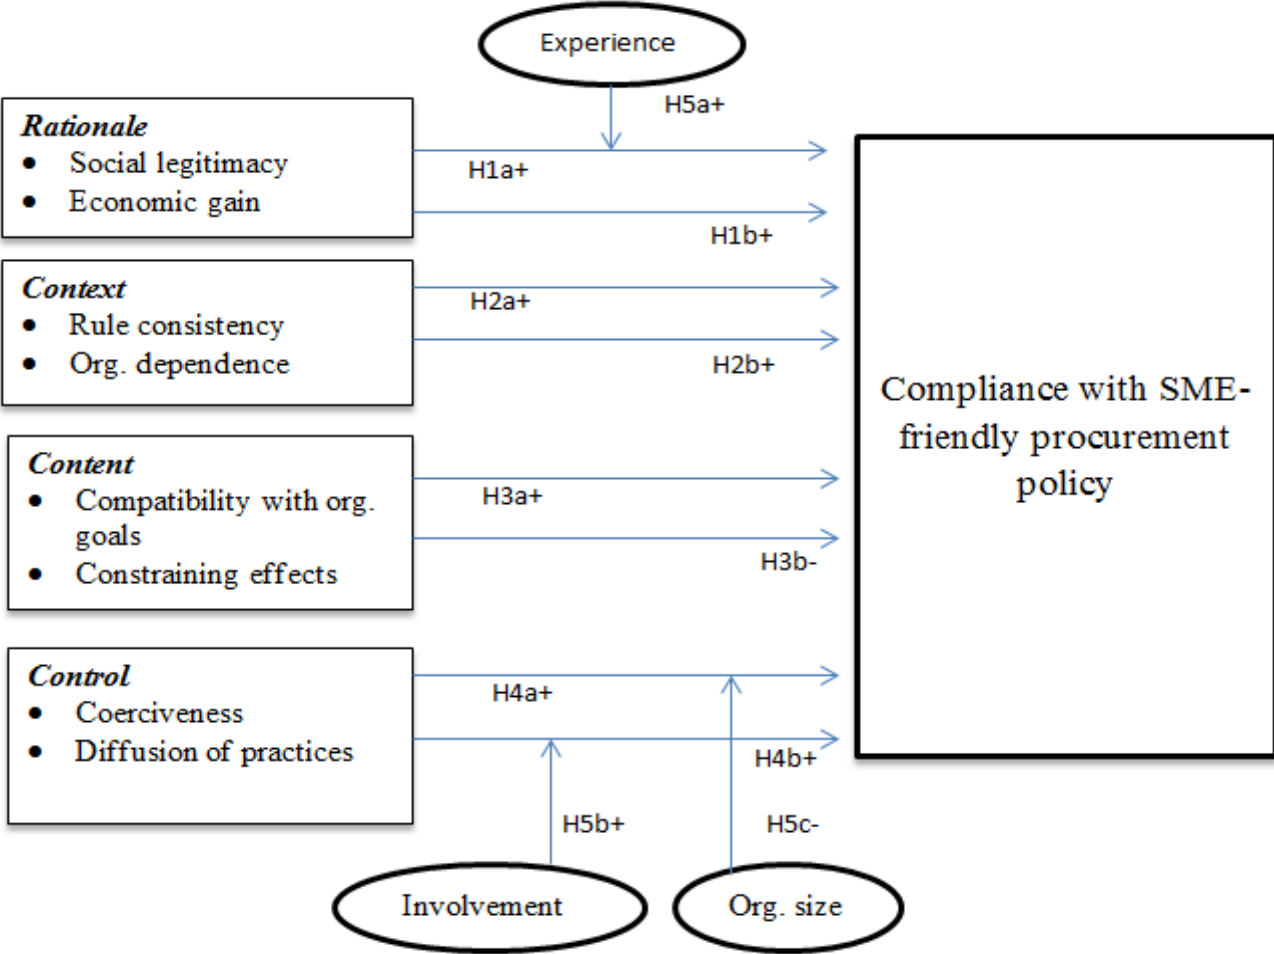 Experience
H5a+
Rationale
• Social legitimacy
• Economic gain
H1a+
H1b+
Context
• Rule consistency
• Org. dependence
H2a+
H2b+
Content
• Compatibility with org.
goals
• Constraining effects
H3a+
H3b-
Control
• Coerciveness
• Diffusion of practices
H4a+
H4b+
H5b+
H5c-
Involvement
Org. size
Compliance with SME-
friendly procurement
policy